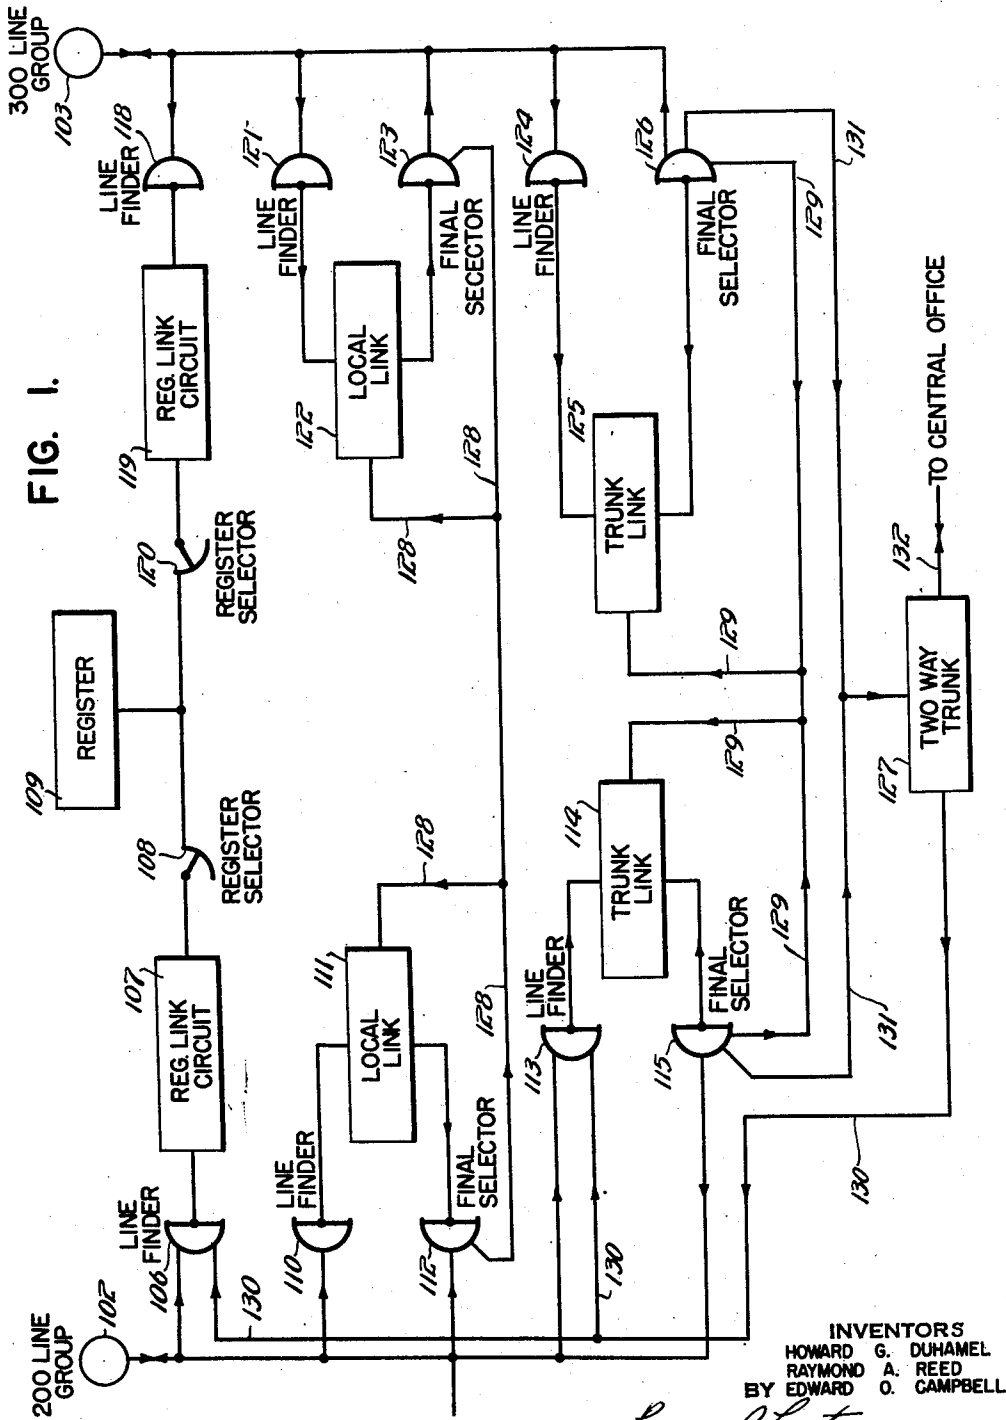 FIG. 1.
200 LINE
GROUP
102
LINE
FINDER
106
130
REG. LINK
CIRCUIT
107
108
REGISTER
SELECTOR
REGISTER
109
120
REGISTER
SELECTOR
REG. LINK
CIRCUIT
119
LINE
FINDER
118
300 LINE
GROUP
103
LINE
FINDER
110
LOCAL
LINK
111
FINAL
SELECTOR
112
128
128
128
128
LOCAL
LINK
122
LINE
FINDER
121
FINAL
SECECTOR
123
LINE
FINDER
113
130
TRUNK
LINK
114
FINAL
SELECTOR
115
129
129
129
129
TRUNK
LINK
125
LINE
FINDER
124
FINAL
SELECTOR
126
131
131
130
TWO WAY
TRUNK
127
132
TO CENTRAL OFFICE
INVENTORS
HOWARD G. DUHAMEL
RAYMOND A. REED
BY EDWARD O. CAMPBELL